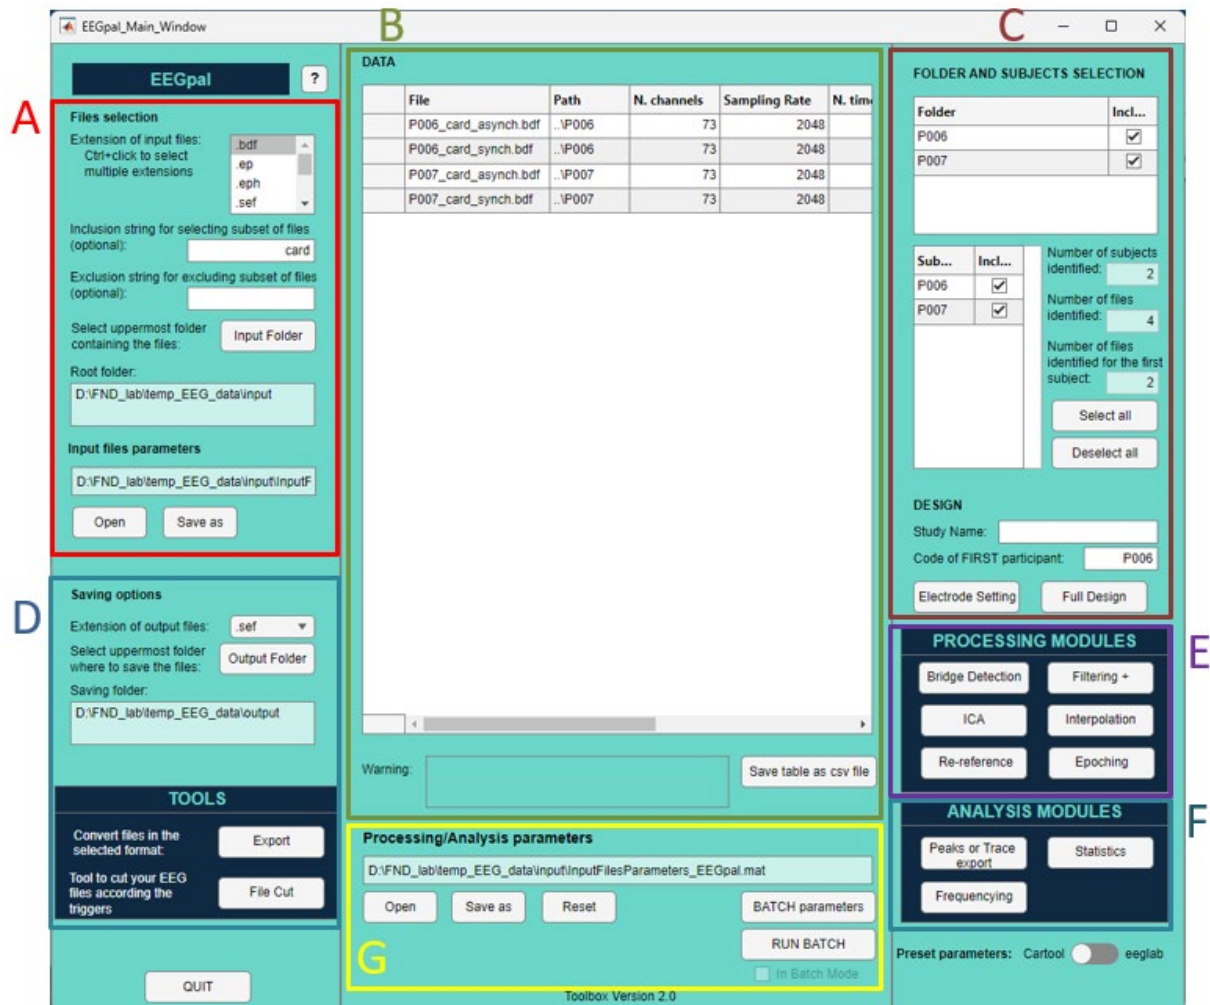 B
C
EEGpal_Main_Window
A
EEGpal
?
Files selection
Extension of input files:
Ctrl+click to select
multiple extensions
.bdf
.ep
.eph
.sef
Inclusion string for selecting subset of files
(optional):
card
Exclusion string for excluding subset of files
(optional):
Select uppermost folder
containing the files:
Input Folder
Root folder:
D:\FND_lab\temp_EEG_data\input
Input files parameters
D:\FND_lab\temp_EEG_data\input\InputF
Open Save as
D
Saving options
Extension of output files: .sef
Select uppermost folder
where to save the files:
Output Folder
Saving folder:
D:\FND_lab\temp_EEG_data\output
TOOLS
Convert files in the
selected format:
Export
Tool to cut your EEG
files according the
triggers
File Cut
QUIT
DATA
File Path N. channels Sampling Rate N. tim
P006_card_asynch.bdf ..\P006 73 2048
P006_card_synch.bdf ..\P006 73 2048
P007_card_asynch.bdf ..\P007 73 2048
P007_card_synch.bdf ..\P007 73 2048
Warning:
Save table as csv file
Processing/Analysis parameters
D:\FND_lab\temp_EEG_data\input\InputFilesParameters_EEGpal.mat
Open Save as Reset BATCH parameters
RUN BATCH
In Batch Mode
G
Toolbox Version 2.0
FOLDER AND SUBJECTS SELECTION
Folder Incl...
P006
P007
Sub... Incl...
P006
P007
Number of subjects
identified: 2
Number of files
identified: 4
Number of files
identified for the first
subject: 2
Select all
Deselect all
DESIGN
Study Name:
Code of FIRST participant: P006
Electrode Setting Full Design
E
PROCESSING MODULES
Bridge Detection Filtering +
ICA Interpolation
Re-reference Epoching
F
ANALYSIS MODULES
Peaks or Trace
export
Statistics
Frequencying
Preset parameters: Cartool eeglab